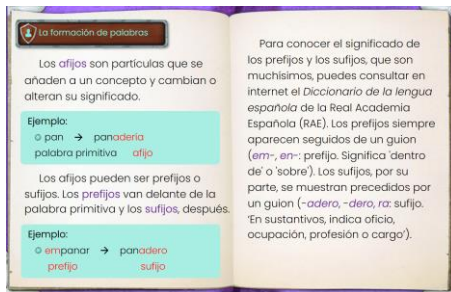 La formación de palabras
Los afijos son partículas que se
añaden a un concepto y cambian o
alteran su significado.
Ejemplo:
pan → panadería
palabra primitiva afijo
Los afijos pueden ser prefijos o
sufijos. Los prefijos van delante de la
palabra primitiva y los sufijos, después.
Ejemplo:
empanar → panadero
prefijo sufijo
Para conocer el significado de
los prefijos y los sufijos, que son
muchísimos, puedes consultar en
internet el Diccionario de la lengua
española de la Real Academia
Española (RAE). Los prefijos siempre
aparecen seguidos de un guion
(em-, en-: prefijo. Significa 'dentro
de' o 'sobre'). Los sufijos, por su
parte, se muestran precedidos por
un guion (-adero, -dero, ra: sufijo.
'En sustantivos, indica oficio,
ocupación, profesión o cargo').